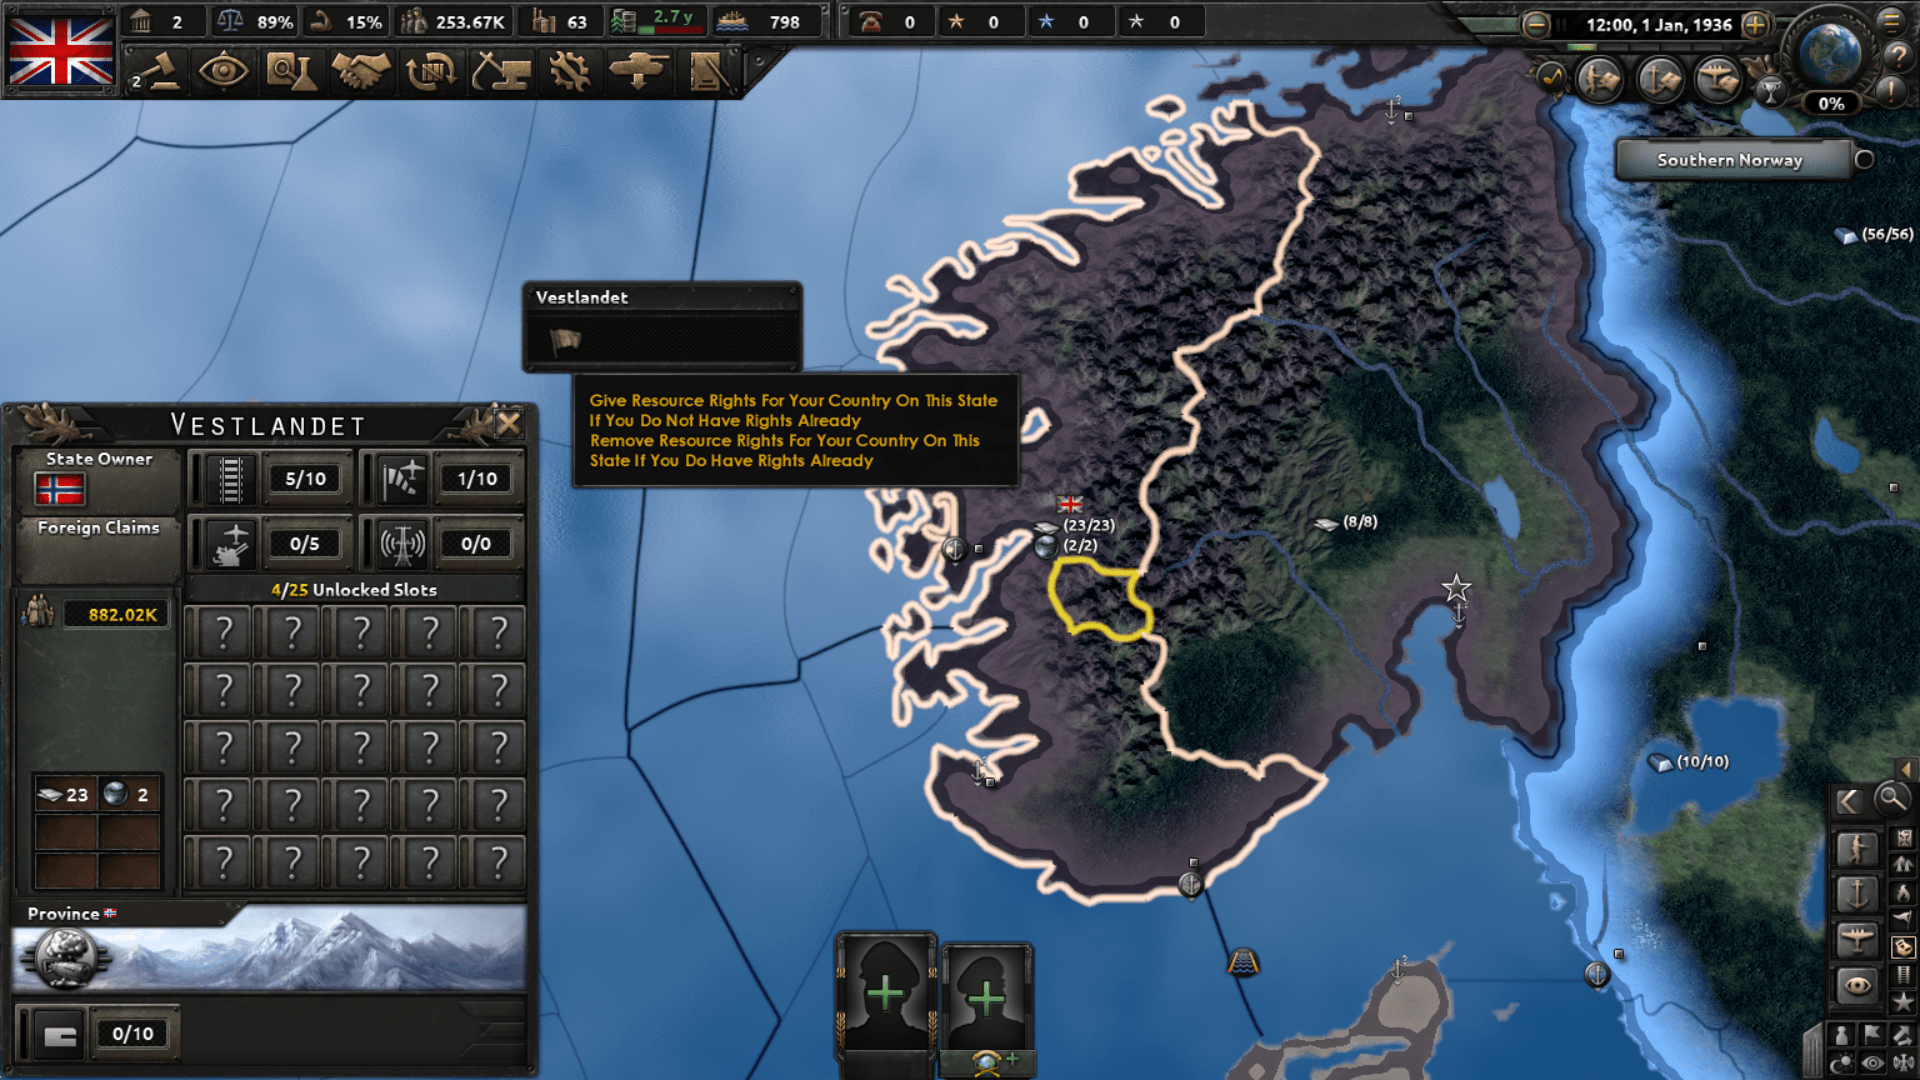 2
89%
15%
253.67K
63
2.7 y
798
0
0
0
0
12:00, 1 Jan, 1936
2
0%
Southern Norway
(56/56)
Vestlandet
Give Resource Rights For Your Country On This State
If You Do Not Have Rights Already
Remove Resource Rights For Your Country On This
State If You Do Have Rights Already
VESTLANDET
State Owner
5/10
1/10
Foreign Claims
0/5
0/0
4/25 Unlocked Slots
882.02K
? ? ? ? ?
? ? ? ? ?
? ? ? ? ?
? ? ? ? ?
? ? ? ? ?
23
2
Province
0/10
(23/23)
(2/2)
(8/8)
(10/10)